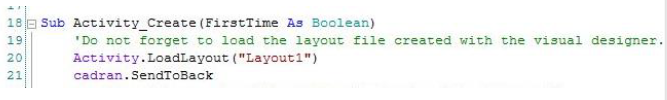 17
18 Sub Activity_Create(FirstTime As Boolean)
19 'Do not forget to load the layout file created with the visual designer.
20 Activity.LoadLayout("Layout1")
21 cadran.SendToBack